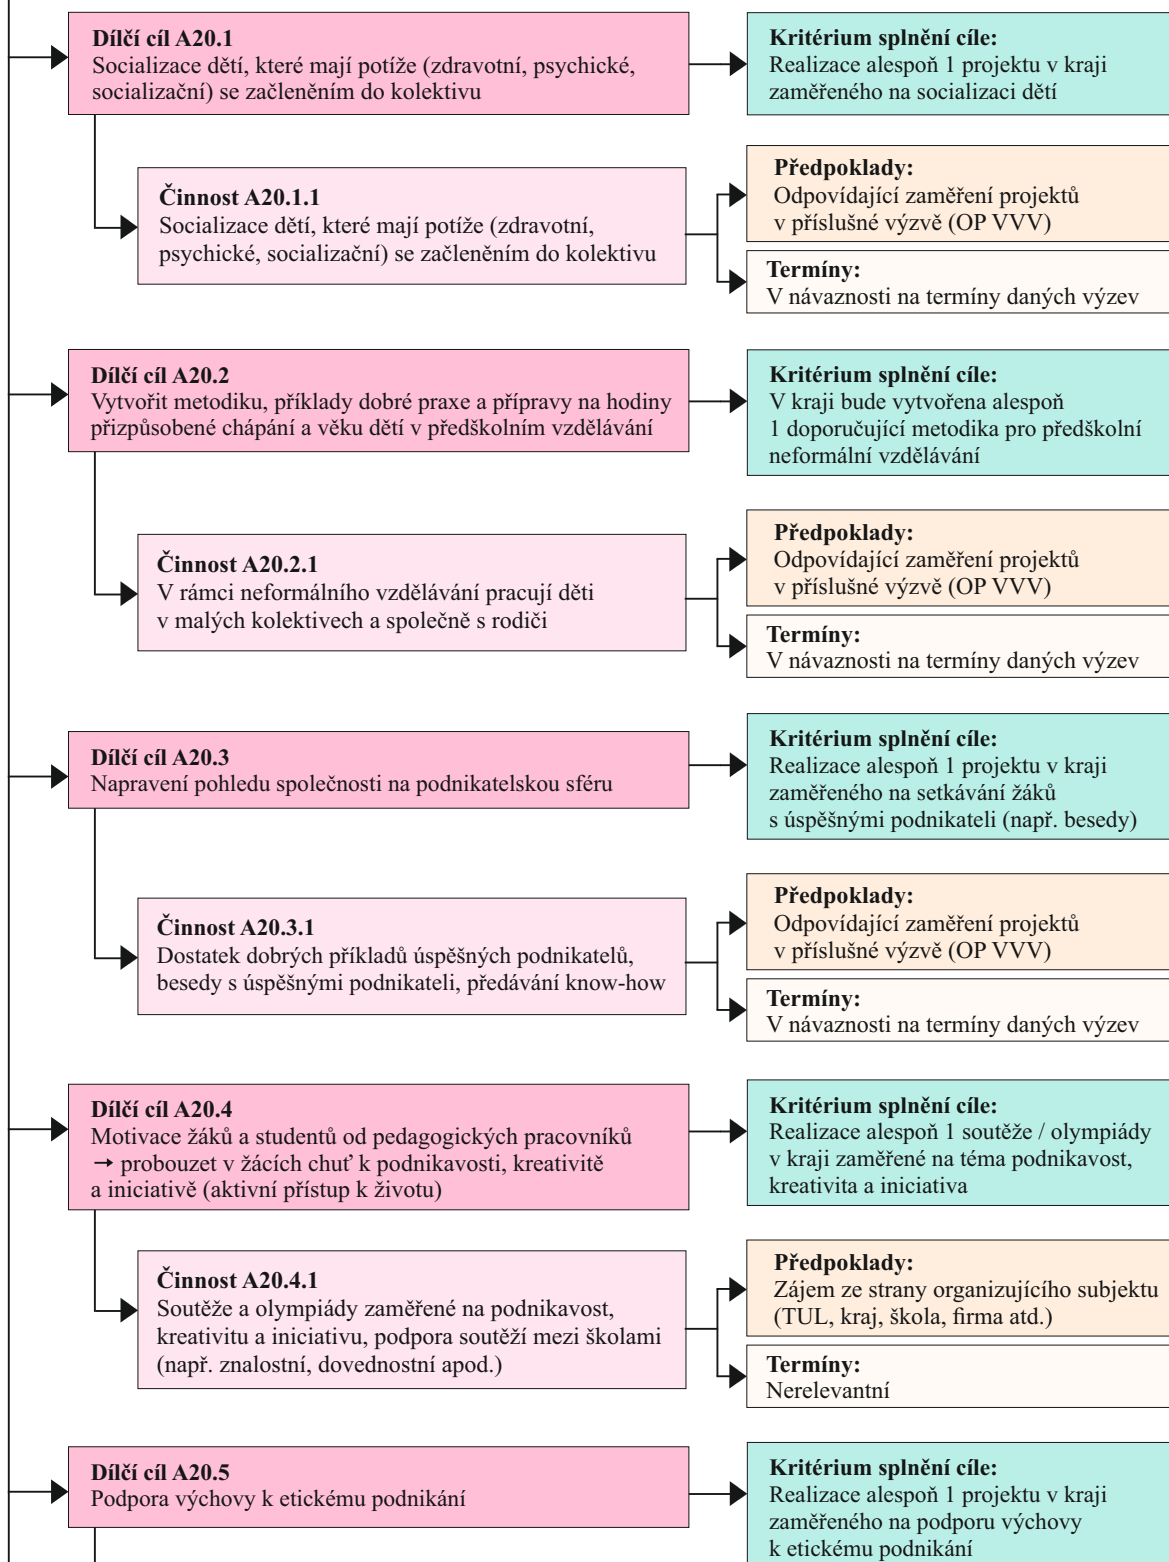 Dílčí cíl A20.1
Socializace dětí, které mají potíže (zdravotní, psychické,
socializační) se začleněním do kolektivu
Kritérium splnění cíle:
Realizace alespoň 1 projektu v kraji
zaměřeného na socializaci dětí
Činnost A20.1.1
Socializace dětí, které mají potíže (zdravotní,
psychické, socializační) se začleněním do kolektivu
Předpoklady:
Odpovídající zaměření projektů
v příslušné výzvě (OP VVV)
Termíny:
V návaznosti na termíny daných výzev
Dílčí cíl A20.2
Vytvořit metodiku, příklady dobré praxe a přípravy na hodiny
přizpůsobené chápání a věku dětí v předškolním vzdělávání
Kritérium splnění cíle:
V kraji bude vytvořena alespoň
1 doporučující metodika pro předškolní
neformální vzdělávání
Činnost A20.2.1
V rámci neformálního vzdělávání pracují děti
v malých kolektivech a společně s rodiči
Předpoklady:
Odpovídající zaměření projektů
v příslušné výzvě (OP VVV)
Termíny:
V návaznosti na termíny daných výzev
Dílčí cíl A20.3
Napravení pohledu společnosti na podnikatelskou sféru
Kritérium splnění cíle:
Realizace alespoň 1 projektu v kraji
zaměřeného na setkávání žáků
s úspěšnými podnikateli (např. besedy)
Činnost A20.3.1
Dostatek dobrých příkladů úspěšných podnikatelů,
besedy s úspěšnými podnikateli, předávání know-how
Předpoklady:
Odpovídající zaměření projektů
v příslušné výzvě (OP VVV)
Termíny:
V návaznosti na termíny daných výzev
Dílčí cíl A20.4
Motivace žáků a studentů od pedagogických pracovníků
→ probouzet v žácích chuť k podnikavosti, kreativitě
a iniciativě (aktivní přístup k životu)
Kritérium splnění cíle:
Realizace alespoň 1 soutěže / olympiády
v kraji zaměřené na téma podnikavost,
kreativita a iniciativa
Činnost A20.4.1
Soutěže a olympiády zaměřené na podnikavost,
kreativitu a iniciativu, podpora soutěží mezi školami
(např. znalostní, dovednostní apod.)
Předpoklady:
Zájem ze strany organizujícího subjektu
(TUL, kraj, škola, firma atd.)
Termíny:
Nerelevantní
Dílčí cíl A20.5
Podpora výchovy k etickému podnikání
Kritérium splnění cíle:
Realizace alespoň 1 projektu v kraji
zaměřeného na podporu výchovy
k etickému podnikání